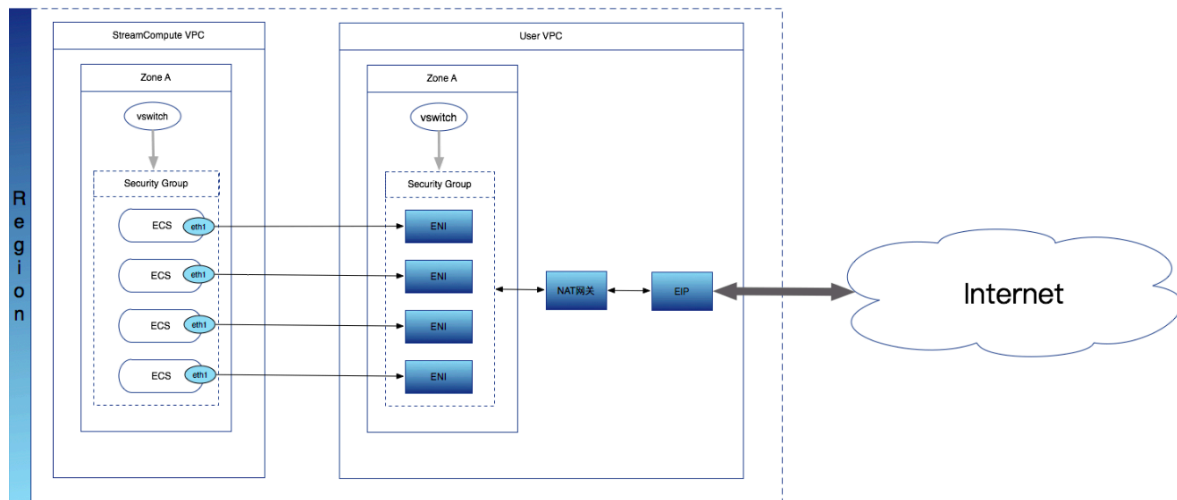 Region
StreamCompute VPC
Zone A
vswitch
Security Group
ECS
eth1
ECS
eth1
ECS
eth1
ECS
eth1
User VPC
Zone A
vswitch
Security Group
ENI
ENI
ENI
ENI
NAT网关
EIP
Internet